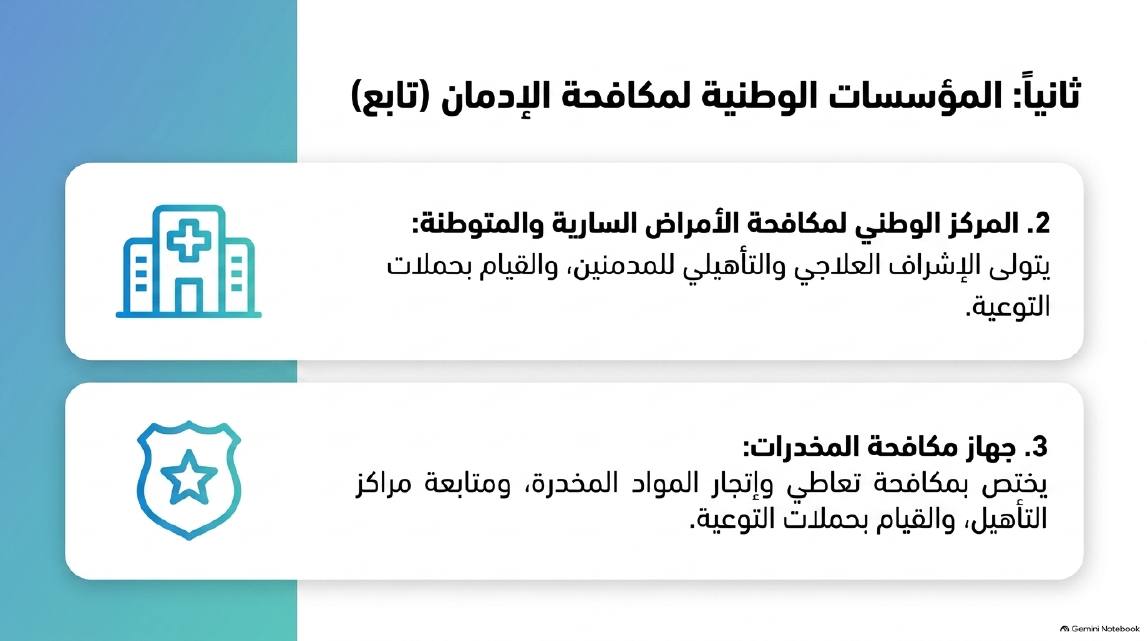 ثانياً: المؤسسات الوطنية لمكافحة الإدمان (تابع)
2. المركز الوطني لمكافحة الأمراض السارية والمتوطنة:
يتولى الإشراف العلاجي والتأهيلي للمدمنين، والقيام بحملات
التوعية.
3. جهاز مكافحة المخدرات:
يختص بمكافحة تعاطي وإتجار المواد المخدرة، ومتابعة مراكز
التأهيل، والقيام بحملات التوعية.
Gemini Notebook